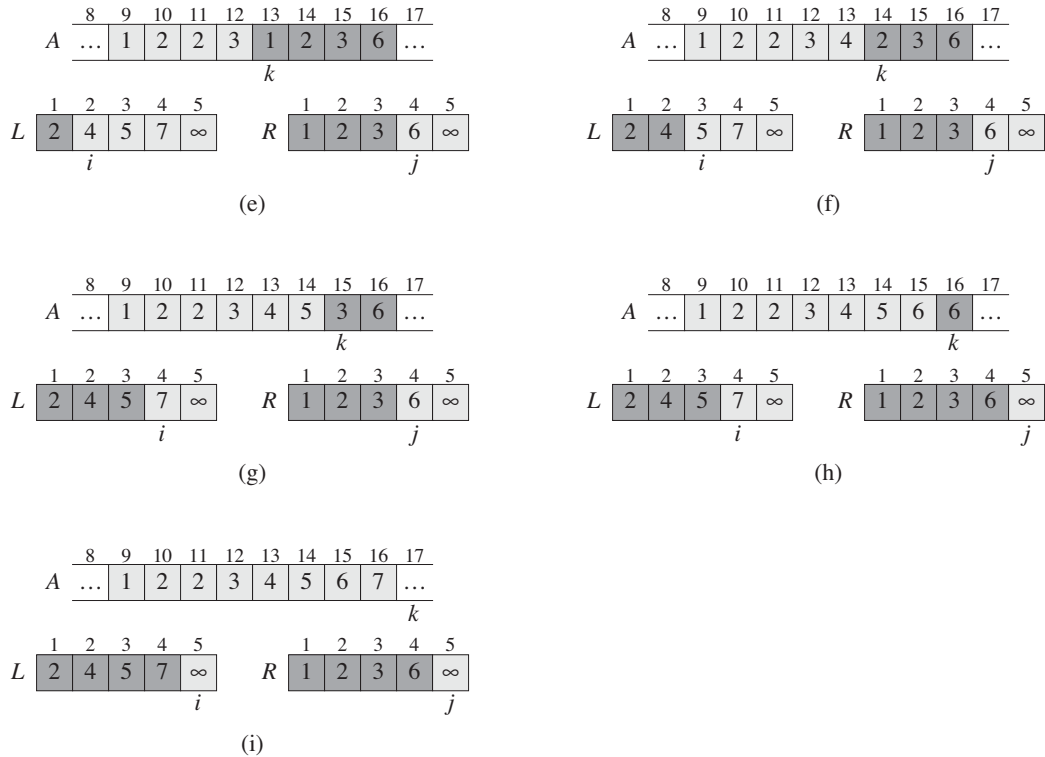 8 9 10 11 12 13 14 15 16 17
A … 1 2 2 3 1 2 3 6 …
k
1 2 3 4 5
L 2 4 5 7 ∞
i
1 2 3 4 5
R 1 2 3 6 ∞
j
(e)
8 9 10 11 12 13 14 15 16 17
A … 1 2 2 3 4 2 3 6 …
k
1 2 3 4 5
L 2 4 5 7 ∞
i
1 2 3 4 5
R 1 2 3 6 ∞
j
(f)
8 9 10 11 12 13 14 15 16 17
A … 1 2 2 3 4 5 3 6 …
k
1 2 3 4 5
L 2 4 5 7 ∞
i
1 2 3 4 5
R 1 2 3 6 ∞
j
(g)
8 9 10 11 12 13 14 15 16 17
A … 1 2 2 3 4 5 6 6 …
k
1 2 3 4 5
L 2 4 5 7 ∞
i
1 2 3 4 5
R 1 2 3 6 ∞
j
(h)
8 9 10 11 12 13 14 15 16 17
A … 1 2 2 3 4 5 6 7 …
k
1 2 3 4 5
L 2 4 5 7 ∞
i
1 2 3 4 5
R 1 2 3 6 ∞
j
(i)